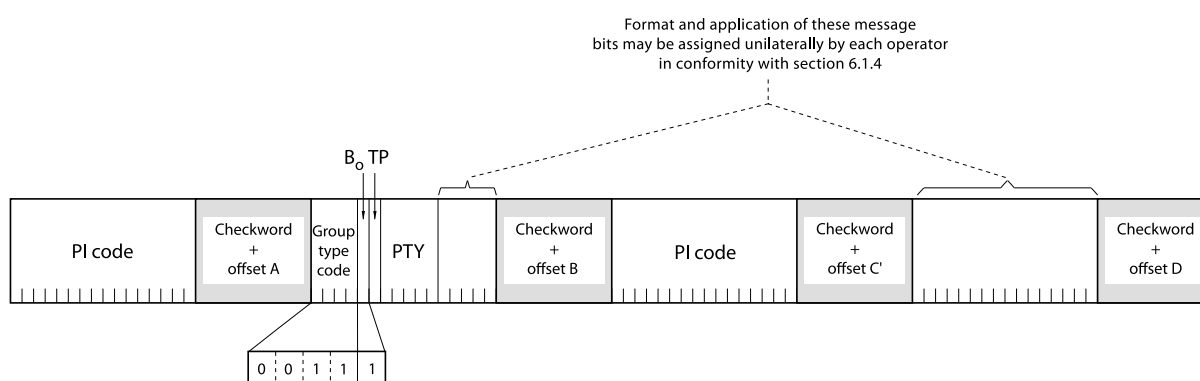 Format and application of these message
bits may be assigned unilaterally by each operator
in conformity with section 6.1.4
Bo TP
PI code
Checkword
+
offset A
Group
type
code
PTY
Checkword
+
offset B
PI code
Checkword
+
offset C'
Checkword
+
offset D
0 0 1 1 1